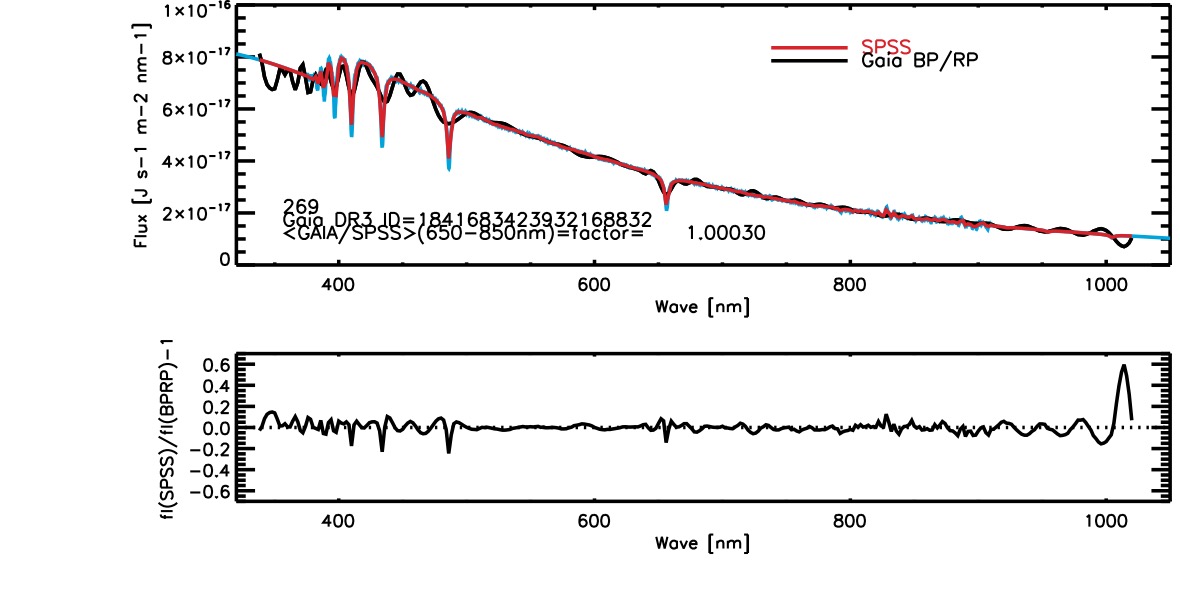 1×10−16
8×10−17
6×10−17
4×10−17
2×10−17
0
Flux [J s−1 m−2 nm−1]
SPSS
Gaia BP/RP
269
Gaia DR3 ID=1841683423932168832
<GAIA/SPSS>(650−850nm)=factor= 1.00030
400 600 800 1000
Wave [nm]
fl(SPSS)/fl(BPRP)−1
0.6
0.4
0.2
0.0
−0.2
−0.4
−0.6
400 600 800 1000
Wave [nm]